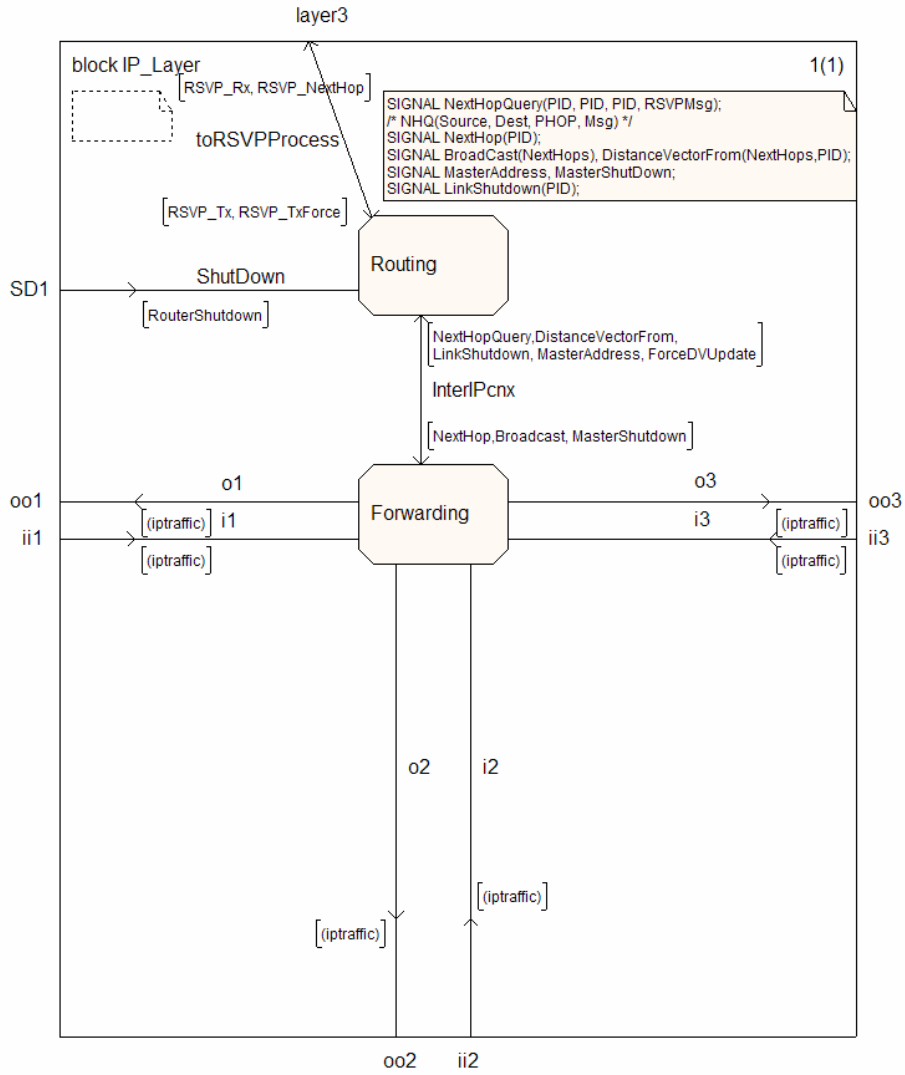 layer3
block IP_Layer
1(1)
[RSVP_Rx, RSVP_NextHop]
SIGNAL NextHopQuery(PID, PID, PID, RSVPMsg);
/* NHQ(Source, Dest, PHOP, Msg) */
SIGNAL NextHop(PID);
SIGNAL BroadCast(NextHops), DistanceVectorFrom(NextHops,PID);
SIGNAL MasterAddress, MasterShutDown;
SIGNAL LinkShutdown(PID);
toRSVPProcess
[RSVP_Tx, RSVP_TxForce]
Routing
ShutDown
SD1
[RouterShutdown]
[NextHopQuery,DistanceVectorFrom,
LinkShutdown, MasterAddress, ForceDVUpdate]
InterIPcnx
[NextHop,Broadcast, MasterShutdown]
o1
o3
oo1
Forwarding
oo3
[(iptraffic)]
i1
i3
[(iptraffic)]
ii1
ii3
[(iptraffic)]
[(iptraffic)]
o2
i2
[(iptraffic)]
[(iptraffic)]
oo2
ii2